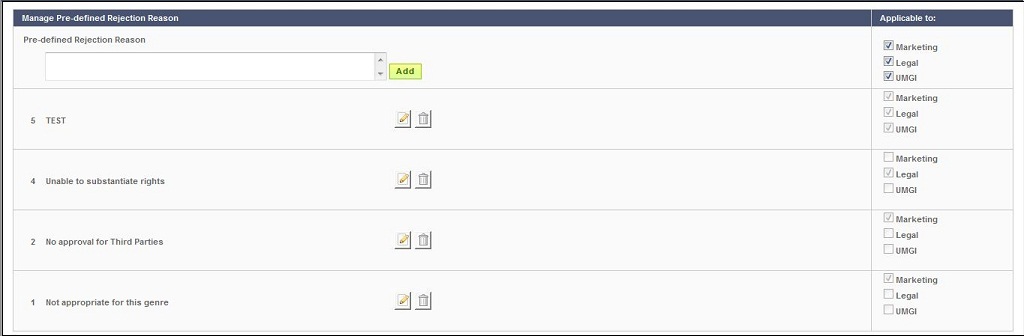 Manage Pre-defined Rejection Reason Applicable to:
Pre-defined Rejection Reason
Marketing
Legal
Add
UMGI
Marketing
Legal
5 TEST
UMGI
Marketing
Legal
4 Unable to substantiate rights
UMGI
Marketing
Legal
2 No approval for Third Parties
UMGI
Marketing
Legal
1 Not appropriate for this genre
UMGI